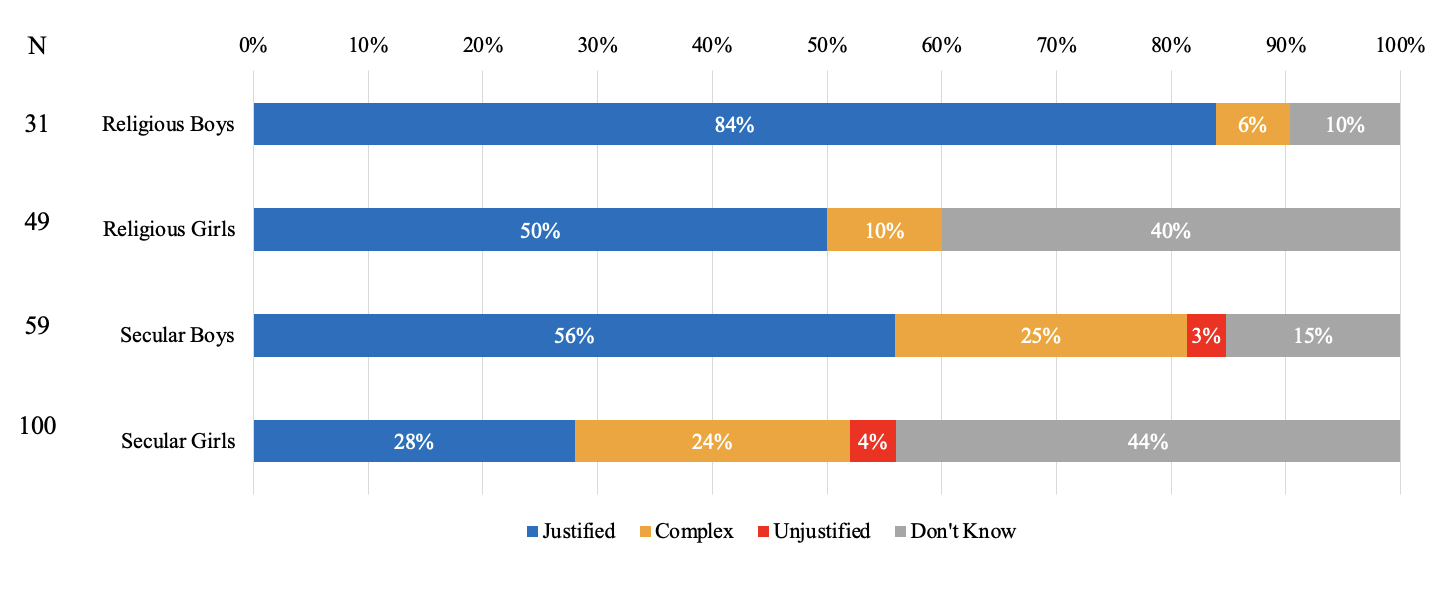 N 0% 10% 20% 30% 40% 50% 60% 70% 80% 90% 100%
31 Religious Boys 84% 6% 10%
49 Religious Girls 50% 10% 40%
59 Secular Boys 56% 25% 3% 15%
100 Secular Girls 28% 24% 4% 44%
Justified Complex Unjustified Don't Know